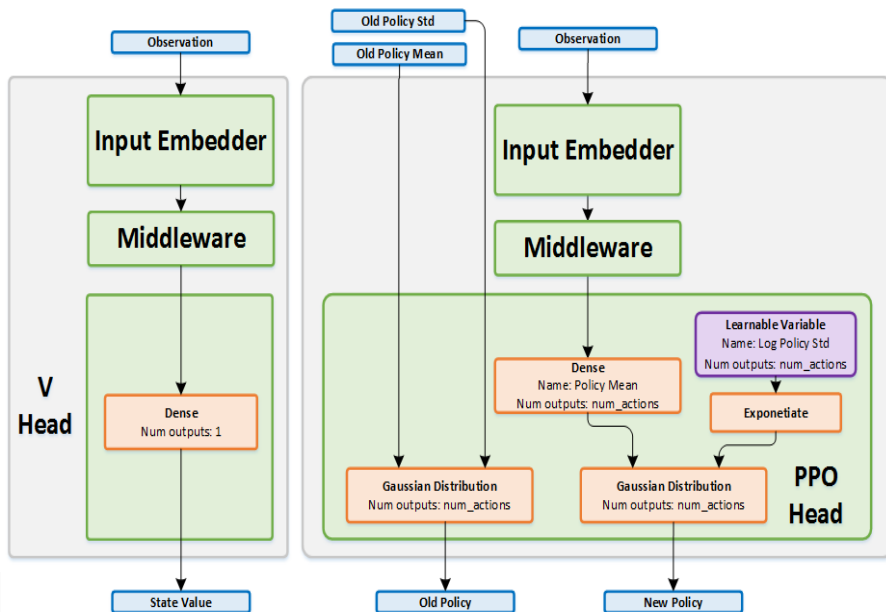 Observation
Input Embedder
Middleware
V
Head
Dense
Num outputs: 1
State Value
Old Policy Std
Old Policy Mean
Observation
Input Embedder
Middleware
Learnable Variable
Name: Log Policy Std
Num outputs: num_actions
Dense
Name: Policy Mean
Num outputs: num_actions
Exponetiate
Gaussian Distribution
Num outputs: num_actions
Gaussian Distribution
Num outputs: num_actions
PPO
Head
Old Policy
New Policy